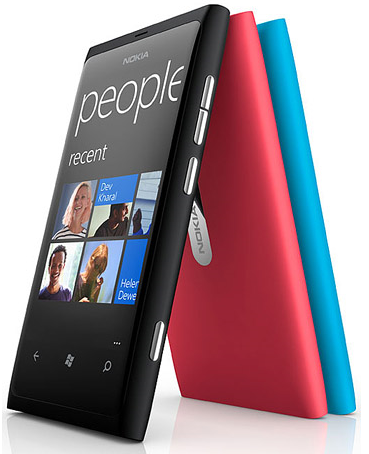 NOKIA
people
recent
Dev
Kharal
Helen
Dewe
NOKIA